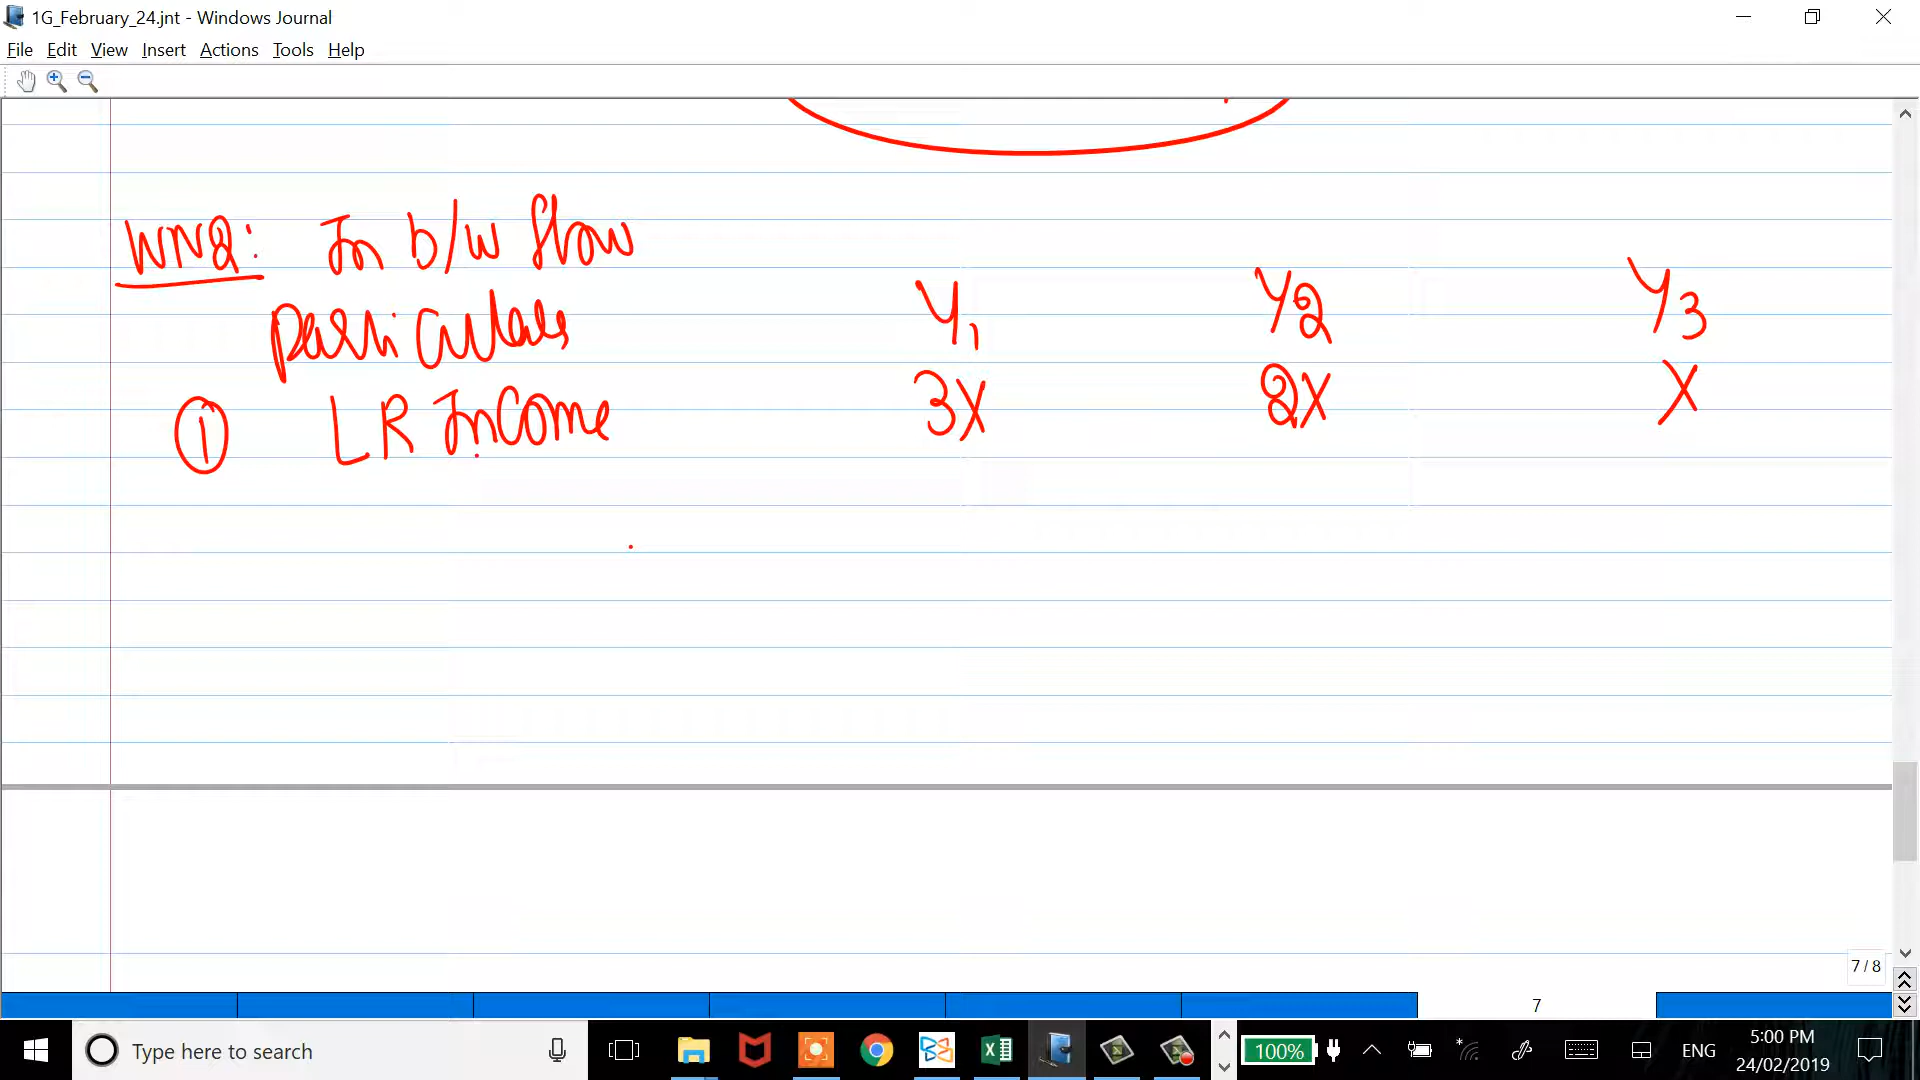 1G_February_24.jnt - Windows Journal
File Edit View Insert Actions Tools Help
WN2: In b/w flow
Particulars Y1 Y2 Y3
① LR Income 3X 2X X
7 / 8
7
Type here to search
100%
ENG
5:00 PM
24/02/2019